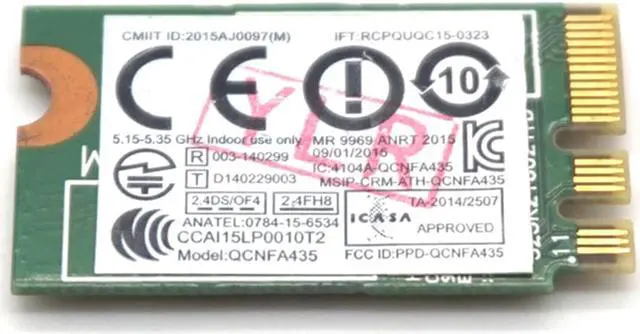 CMIIT ID:2015AJ0097(M) IFT:RCPQUQC15-0323
CE 10
YLR
5.15-5.35 GHz Indoor use only MR 9969 ANRT 2015
R 003-140299 09/01/2015
IC:4104A-QCNFA435
T D140229003 MSIP-CRM-ATH-QCNFA435
2.4DS/OF4 2.4FH8 TA-2014/2507
ANATEL:0784-15-6534 ICASA
CCAI15LP0010T2 APPROVED
Model:QCNFA435 FCC ID:PPD-QCNFA435